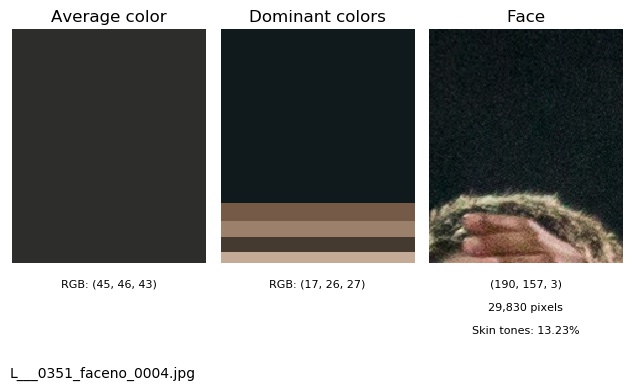 Average color
Dominant colors
Face
RGB: (45, 46, 43)
RGB: (17, 26, 27)
(190, 157, 3)
29,830 pixels
Skin tones: 13.23%
L___0351_faceno_0004.jpg